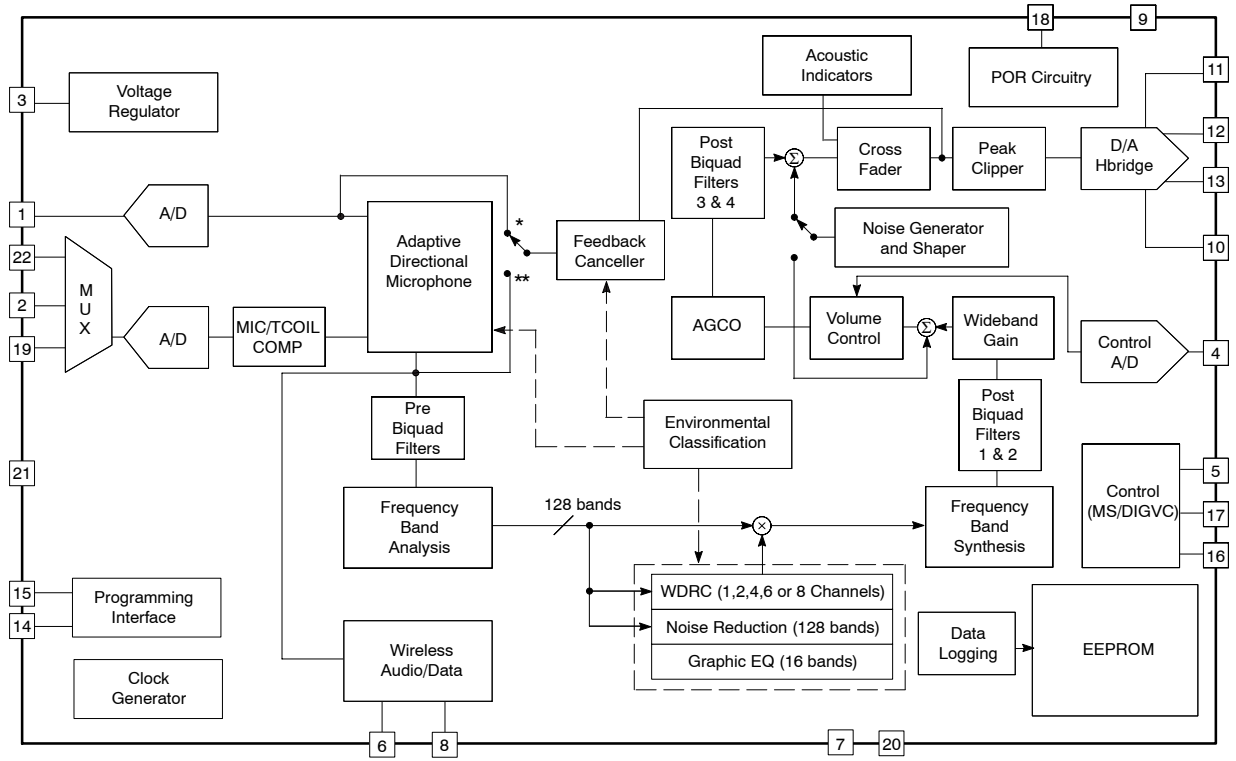 18
9
Acoustic
Indicators
POR Circuitry
11
3
Voltage
Regulator
Post
Biquad
Filters
3 & 4
Σ
Cross
Fader
Peak
Clipper
D/A
Hbridge
12
13
10
1
A/D
22
2
19
M
U
X
A/D
MIC/TCOIL
COMP
Adaptive
Directional
Microphone
*
**
Feedback
Canceller
Noise Generator
and Shaper
AGCO
Volume
Control
Σ
Wideband
Gain
Control
A/D
4
Pre
Biquad
Filters
Environmental
Classification
Post
Biquad
Filters
1 & 2
21
Frequency
Band
Analysis
128 bands
×
Frequency
Band
Synthesis
Control
(MS/DIGVC)
5
17
16
15
14
Programming
Interface
WDRC (1,2,4,6 or 8 Channels)
Noise Reduction (128 bands)
Graphic EQ (16 bands)
Data
Logging
EEPROM
Clock
Generator
Wireless
Audio/Data
6
8
7
20